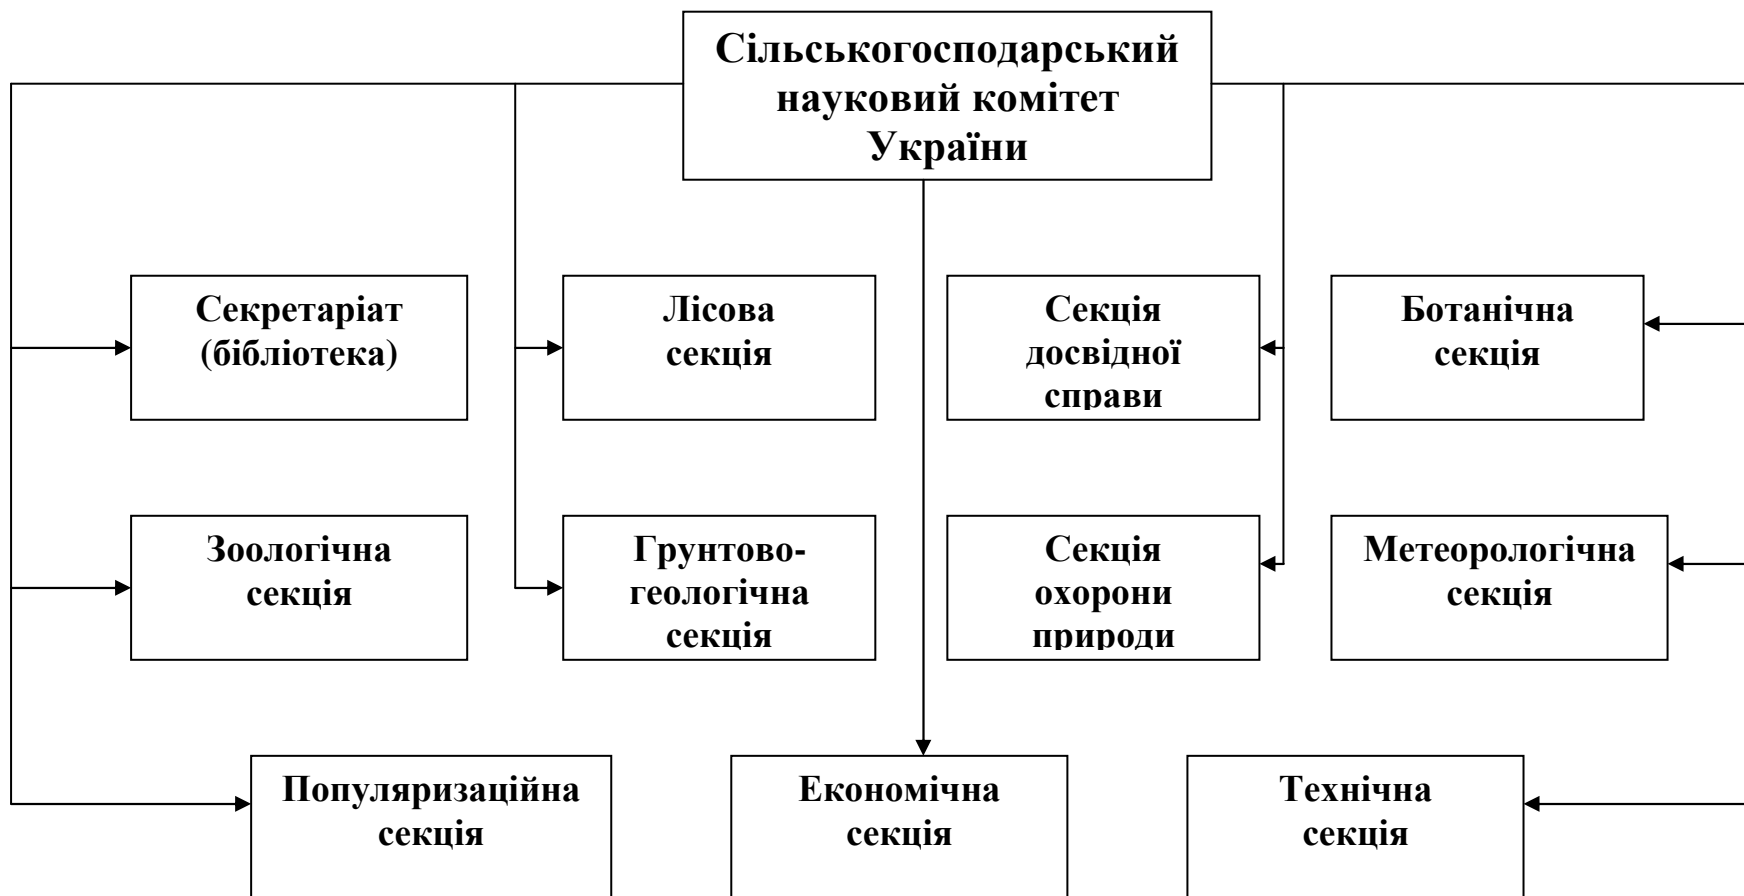 Сільськогосподарський
науковий комітет
України
Секретаріат
(бібліотека)
Лісова
секція
Секція
досвідної
справи
Ботанічна
секція
Зоологічна
секція
Грунтово-
геологічна
секція
Секція
охорони
природи
Метеорологічна
секція
Популяризаційна
секція
Економічна
секція
Технічна
секція